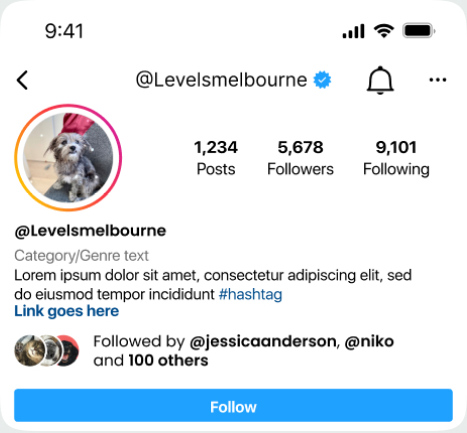 9:41
@Levelsmelbourne
1,234 5,678 9,101
Posts Followers Following
@Levelsmelbourne
Category/Genre text
Lorem ipsum dolor sit amet, consectetur adipiscing elit, sed
do eiusmod tempor incididunt #hashtag
Link goes here
Followed by @jessicaanderson, @niko
and 100 others
Follow